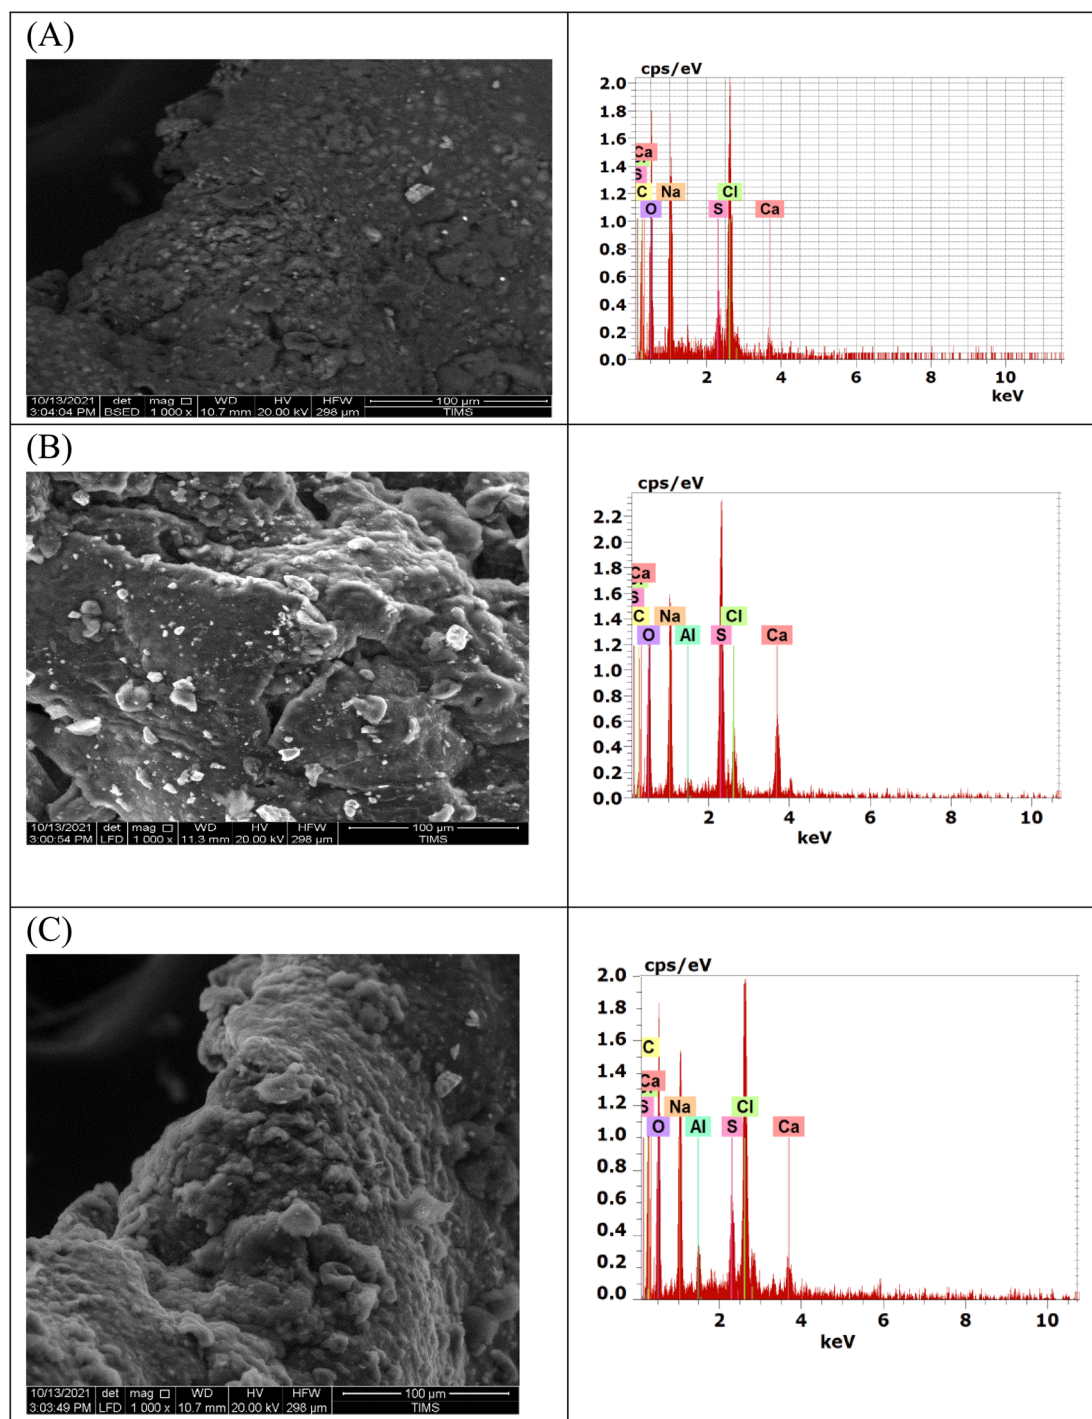 (A)
10/13/2021 det mag □ WD HV HFW 100 µm
3:04:04 PM BSED 1 000 x 10.7 mm 20.00 kV 298 µm TIMS
cps/eV
2.0
1.8
1.6
1.4
1.2
1.0
0.8
0.6
0.4
0.2
0.0
Ca
S
C Na Cl
O S Ca
2 4 6 8 10
keV
(B)
10/13/2021 det mag □ WD HV HFW 100 µm
3:00:54 PM LFD 1 000 x 11.3 mm 20.00 kV 298 µm TIMS
cps/eV
2.2
2.0
1.8
1.6
1.4
1.2
1.0
0.8
0.6
0.4
0.2
0.0
Ca
S
C Na Cl
O Al S Ca
2 4 6 8 10
keV
(C)
10/13/2021 det mag □ WD HV HFW 100 µm
3:03:49 PM LFD 1 000 x 10.7 mm 20.00 kV 298 µm TIMS
cps/eV
2.0
1.8
1.6
1.4
1.2
1.0
0.8
0.6
0.4
0.2
0.0
C
Ca
S Na Cl
O Al S Ca
2 4 6 8 10
keV